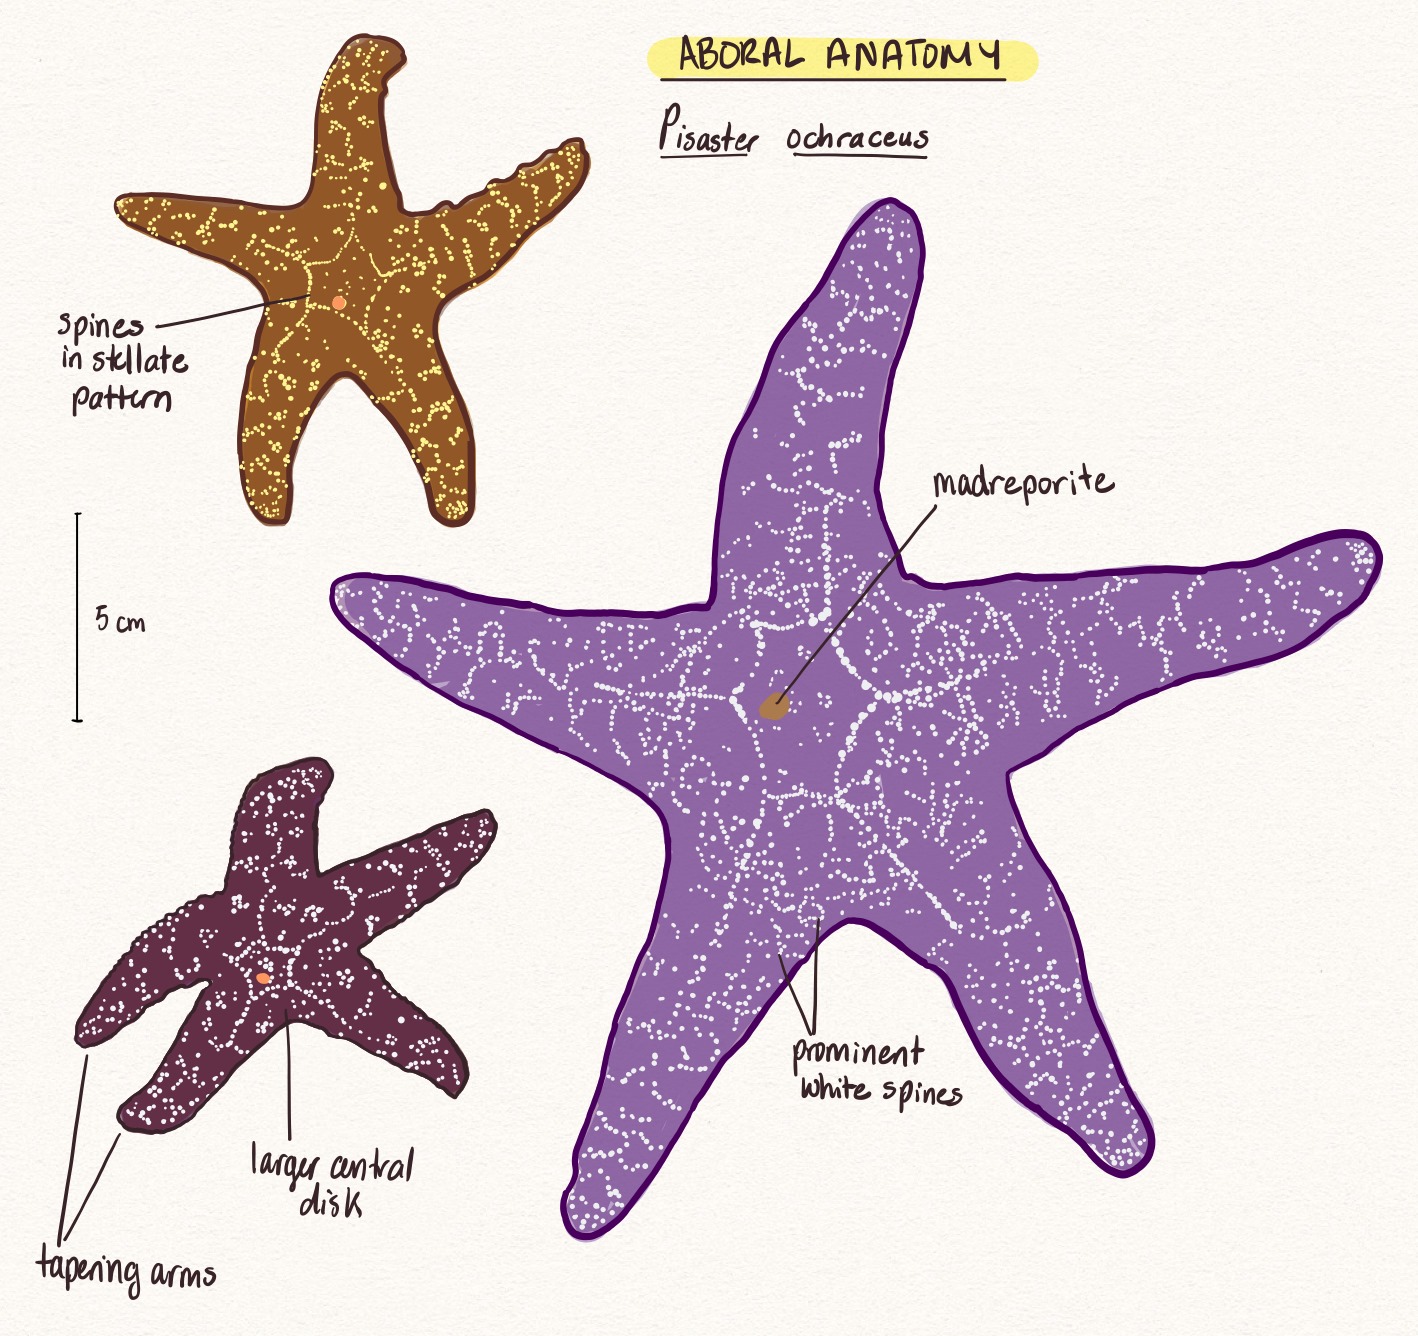 ABORAL ANATOMY
Pisaster ochraceus
spines
in stellate
pattern
madreporite
5 cm
prominent
white spines
larger central
disk
tapering arms